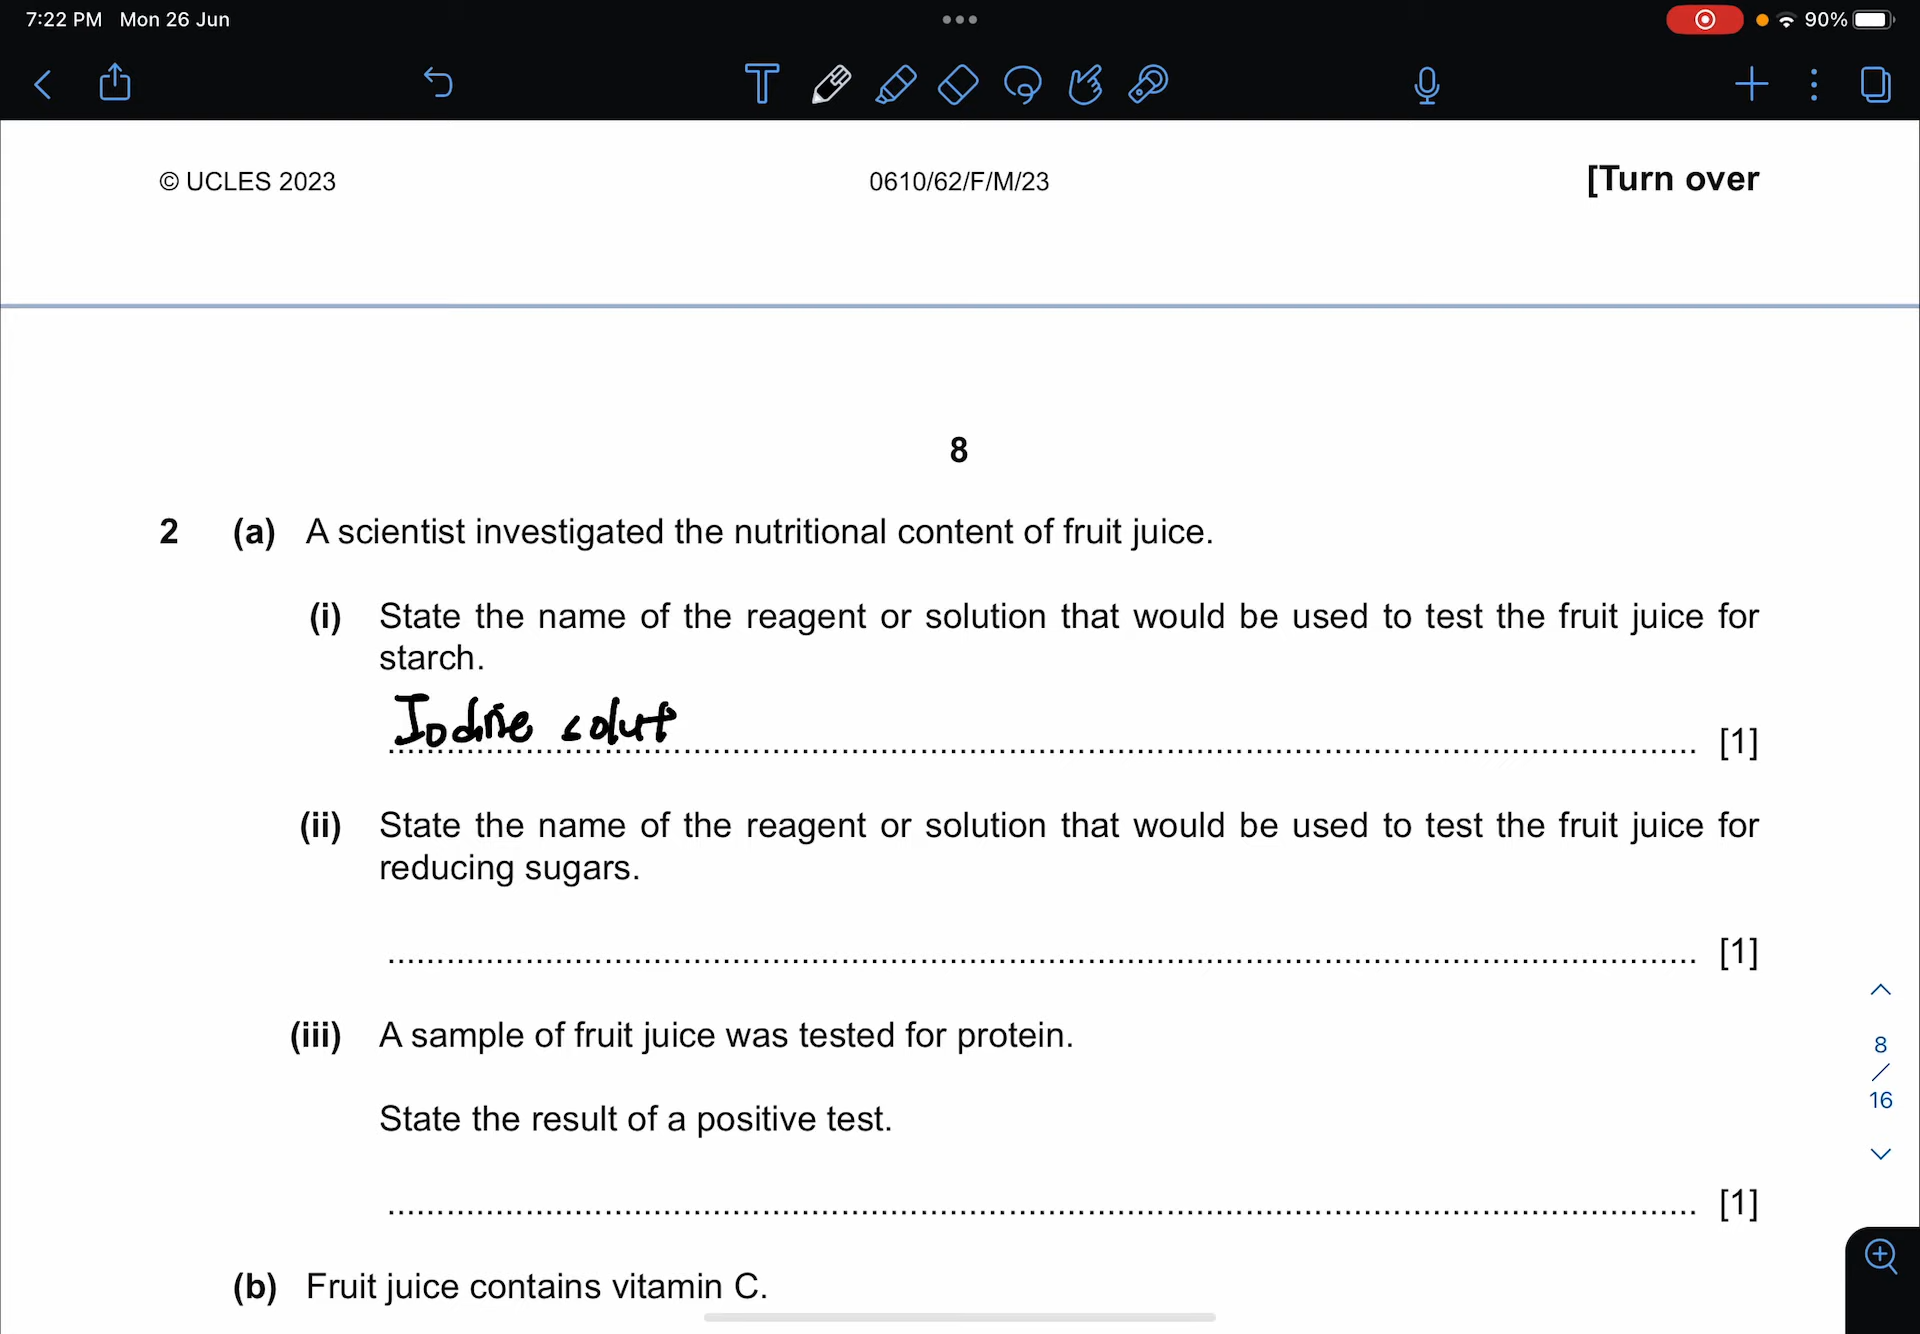 7:22 PM Mon 26 Jun
90%
© UCLES 2023 0610/62/F/M/23 [Turn over
8
2 (a) A scientist investigated the nutritional content of fruit juice.
(i) State the name of the reagent or solution that would be used to test the fruit juice for
starch.
Iodine solut
[1]
(ii) State the name of the reagent or solution that would be used to test the fruit juice for
reducing sugars.
[1]
(iii) A sample of fruit juice was tested for protein.
State the result of a positive test.
[1]
(b) Fruit juice contains vitamin C.
8
/
16